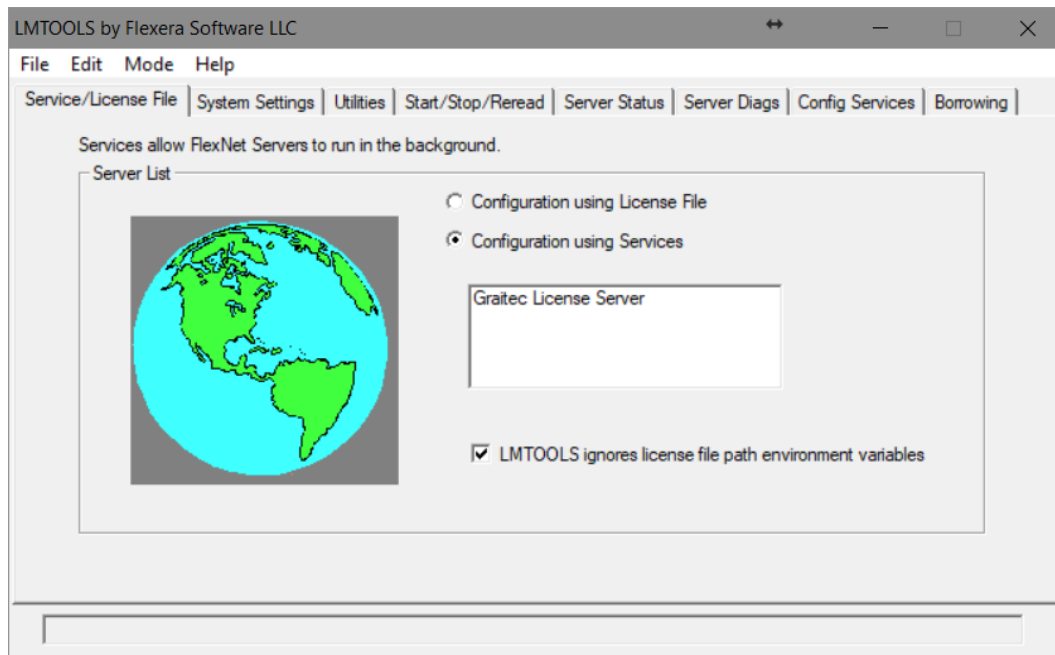 LMTOOLS by Flexera Software LLC
File Edit Mode Help
Service/License File System Settings Utilities Start/Stop/Reread Server Status Server Diags Config Services Borrowing
Services allow FlexNet Servers to run in the background.
Server List
Configuration using License File
Configuration using Services
Graitec License Server
LMTOOLS ignores license file path environment variables